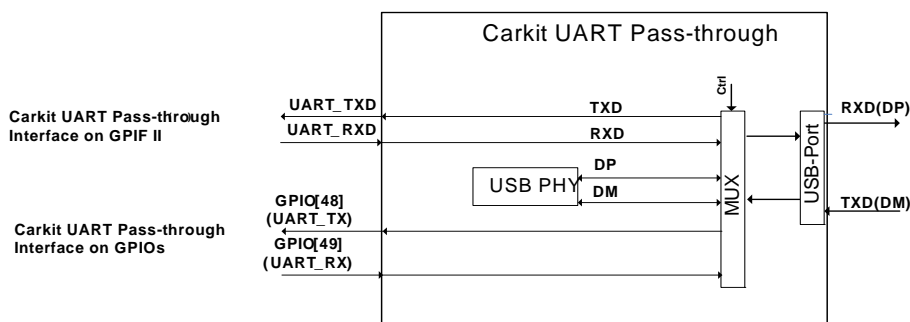 Carkit UART Pass-through
Ctrl
UART_TXD
TXD
RXD(DP)
Carkit UART Pass-through
Interface on GPIF II
UART_RXD
RXD
MUX
USB-Port
USB PHY
DP
DM
TXD(DM)
GPIO[48]
(UART_TX)
Carkit UART Pass-through
Interface on GPIOs
GPIO[49]
(UART_RX)